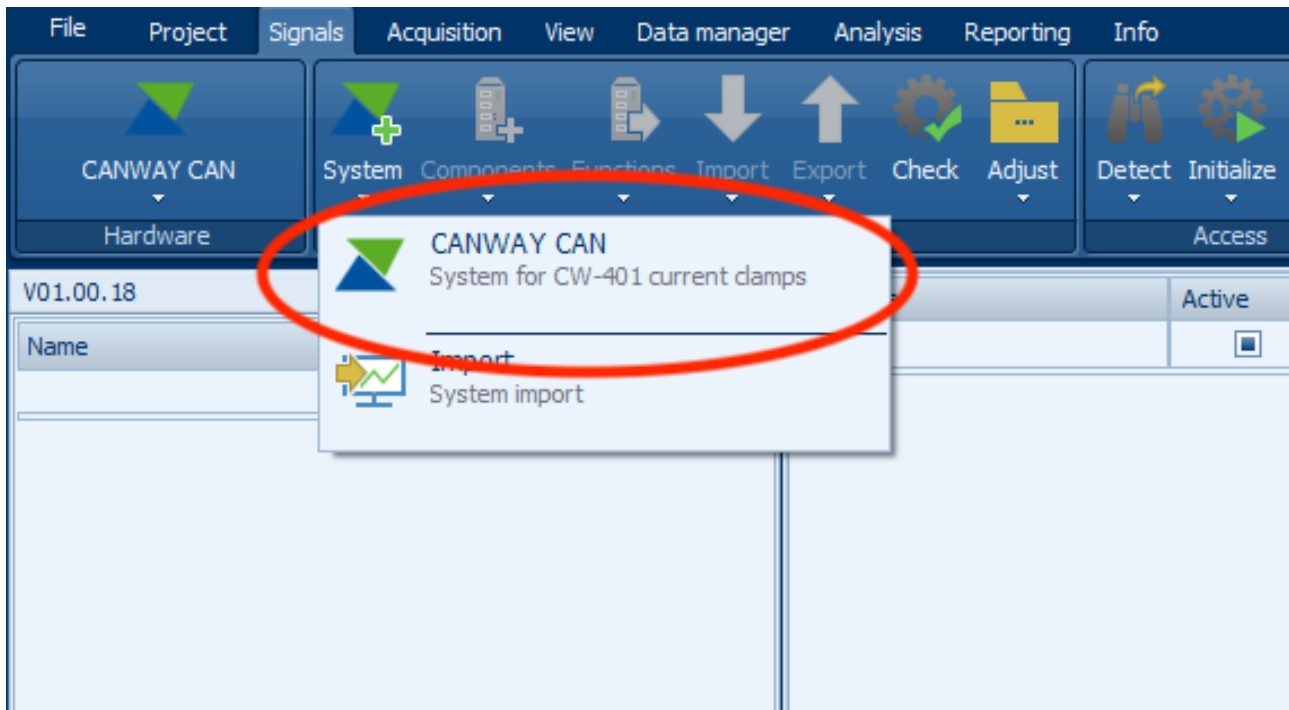 File Project Signals Acquisition View Data manager Analysis Reporting Info
CANWAY CAN System Components Functions Import Export Check Adjust Detect Initialize
Hardware Access
CANWAY CAN
System for CW-401 current clamps
V01.00.18 Active
Name
Import
System import